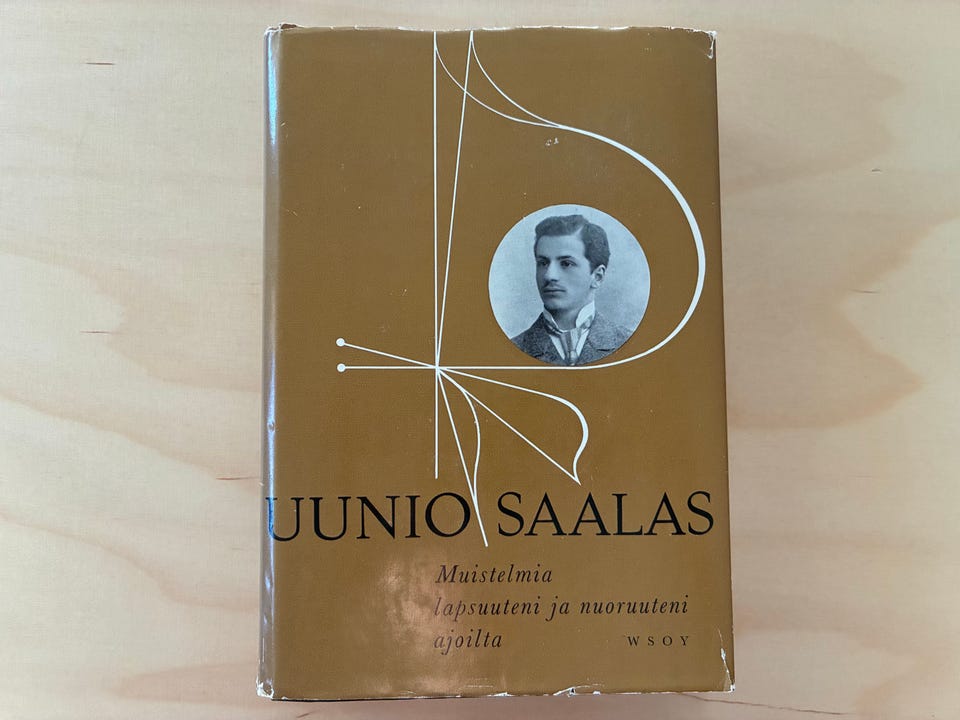 UUNIO SAALAS
Muistelmia
lapsuuteni ja nuoruuteni
ajoilta
WSOY